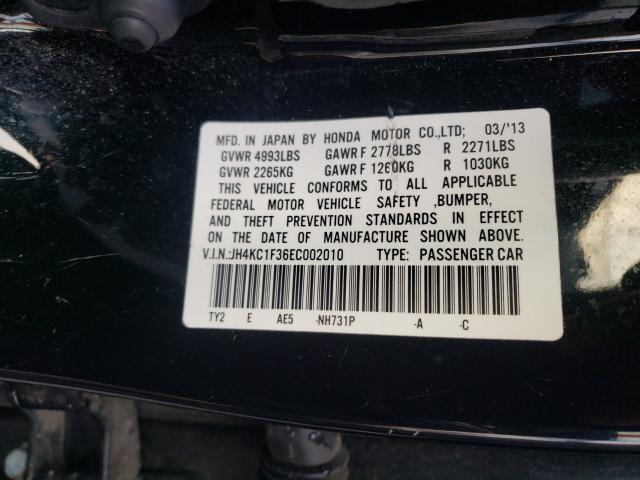 MFD. IN JAPAN BY HONDA MOTOR CO.,LTD; 03/'13
GVWR 4993LBS GAWR F 2778LBS R 2271LBS
GVWR 2265KG GAWR F 1260KG R 1030KG
THIS VEHICLE CONFORMS TO ALL APPLICABLE
FEDERAL MOTOR VEHICLE SAFETY ,BUMPER,
AND THEFT PREVENTION STANDARDS IN EFFECT
ON THE DATE OF MANUFACTURE SHOWN ABOVE.
V.I.N.:JH4KC1F36EC002010 TYPE: PASSENGER CAR
TY2 E AE5 -NH731P -A -C